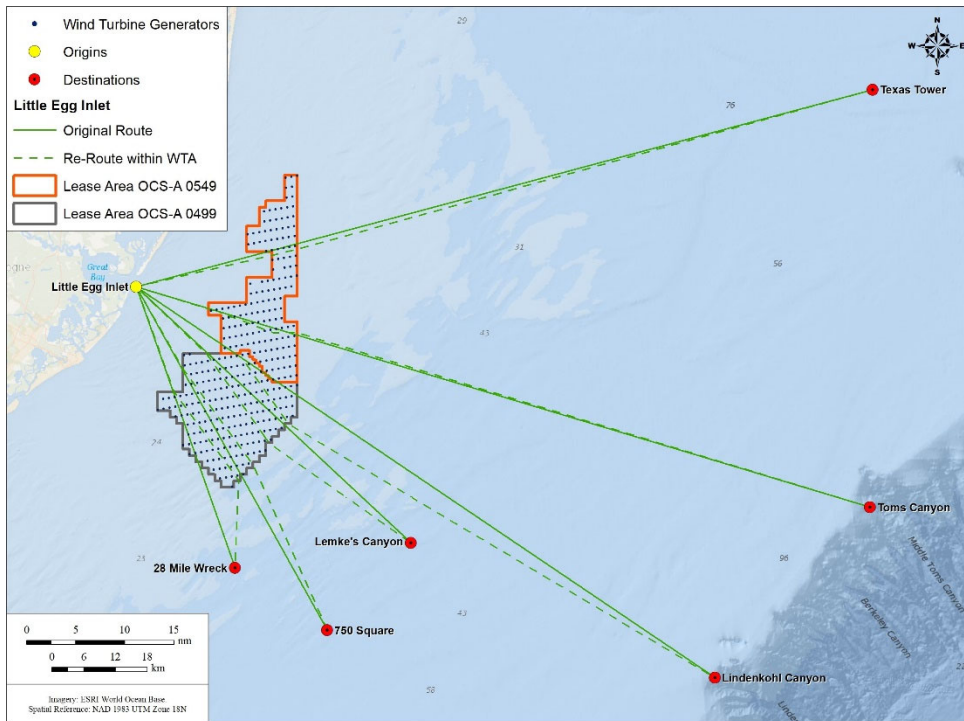 Wind Turbine Generators
Origins
Destinations
Little Egg Inlet
Original Route
Re-Route within WTA
Lease Area OCS-A 0549
Lease Area OCS-A 0499
29
N
W
E
S
Texas Tower
76
31
56
Great
Bay
Little Egg Inlet
43
24
Toms Canyon
Lemke's Canyon
28 Mile Wreck
25
98
Middle Toms Canyon
Berkeley Canyon
43
750 Square
Lindenkohl Canyon
58
0 5 10 15
nm
0 6 12 18
km
Imagery: ESRI World Ocean Base
Spatial Reference: NAD 1983 UTM Zone 18N